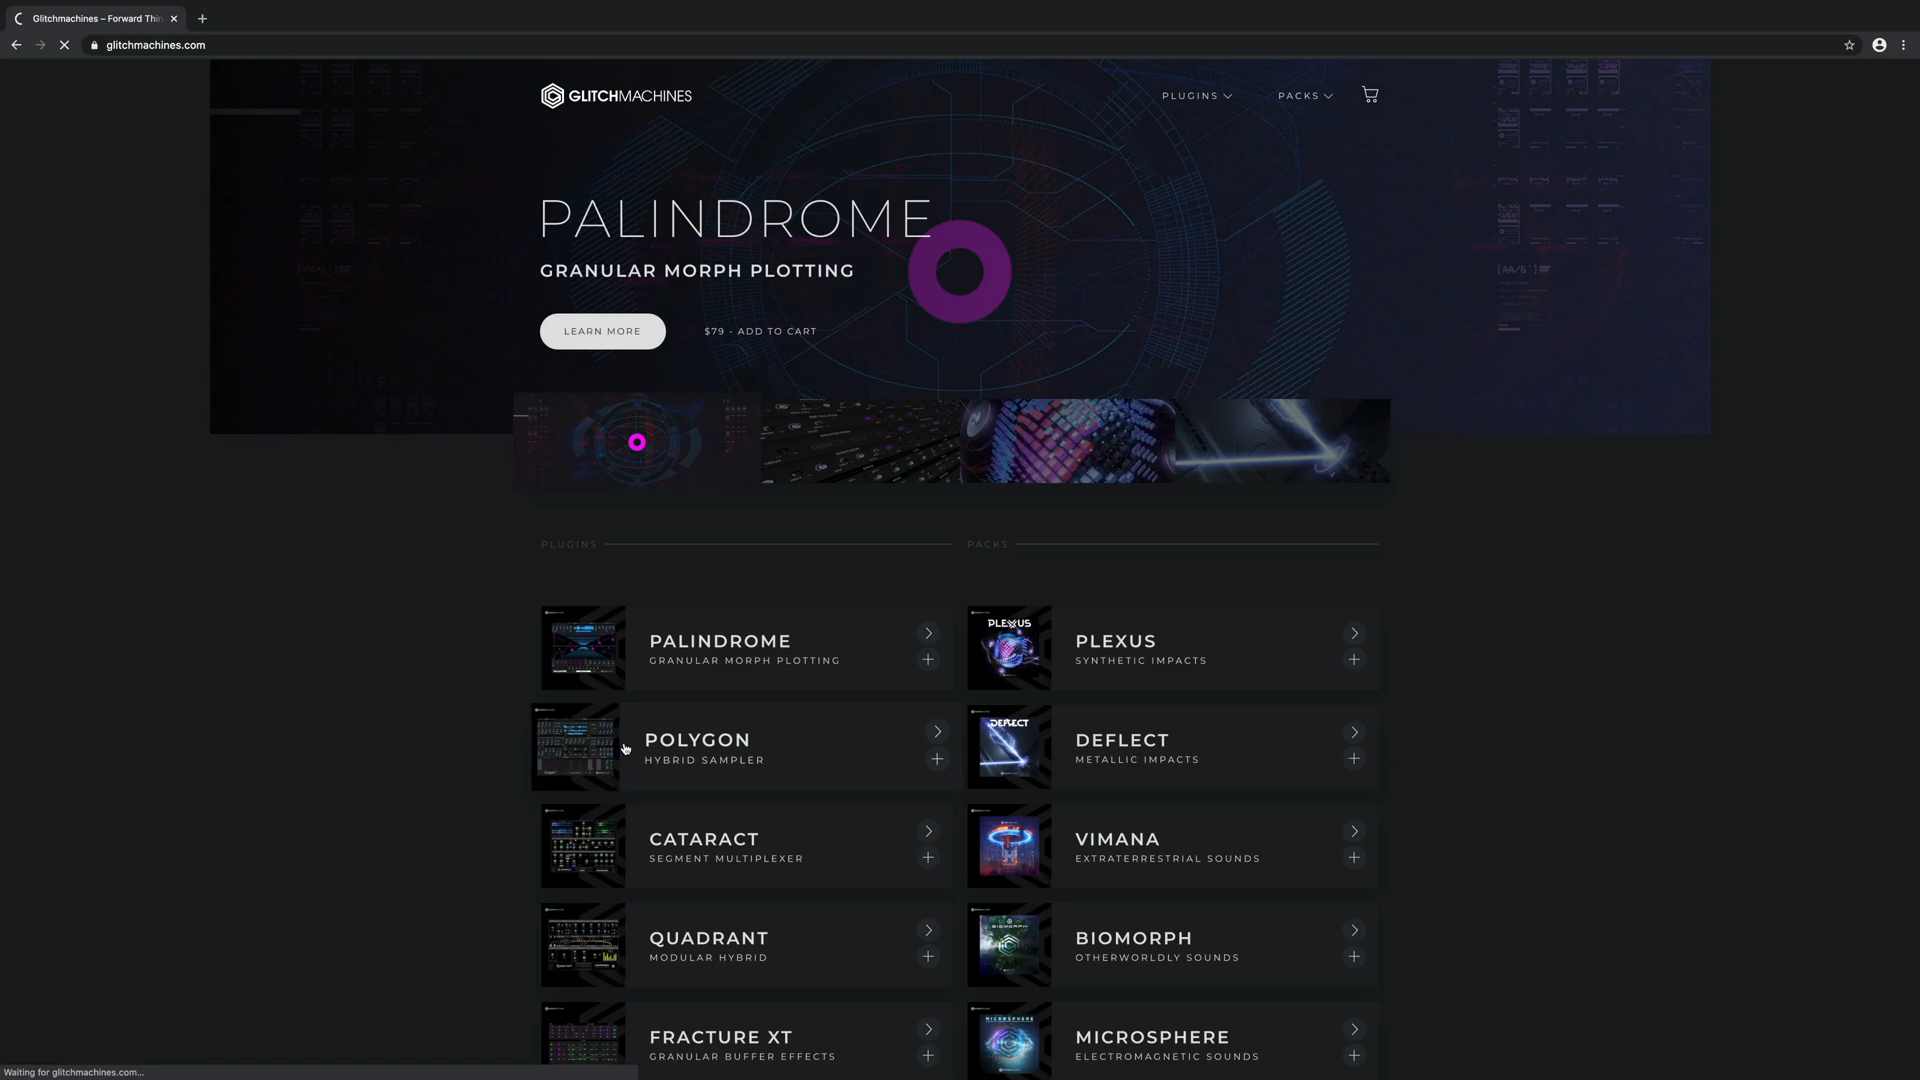 Glitchmachines – Forward Thin
glitchmachines.com
GLITCHMACHINES
PLUGINS
PACKS
PALINDROME
GRANULAR MORPH PLOTTING
LEARN MORE
$79 - ADD TO CART
PLUGINS
PACKS
PALINDROME
GRANULAR MORPH PLOTTING
PLEXUS
PLEXUS
SYNTHETIC IMPACTS
POLYGON
HYBRID SAMPLER
DEFLECT
DEFLECT
METALLIC IMPACTS
CATARACT
SEGMENT MULTIPLEXER
VIMANA
EXTRATERRESTRIAL SOUNDS
QUADRANT
MODULAR HYBRID
BIOMORPH
BIOMORPH
OTHERWORLDLY SOUNDS
FRACTURE XT
GRANULAR BUFFER EFFECTS
MICROSPHERE
MICROSPHERE
ELECTROMAGNETIC SOUNDS
Waiting for glitchmachines.com...